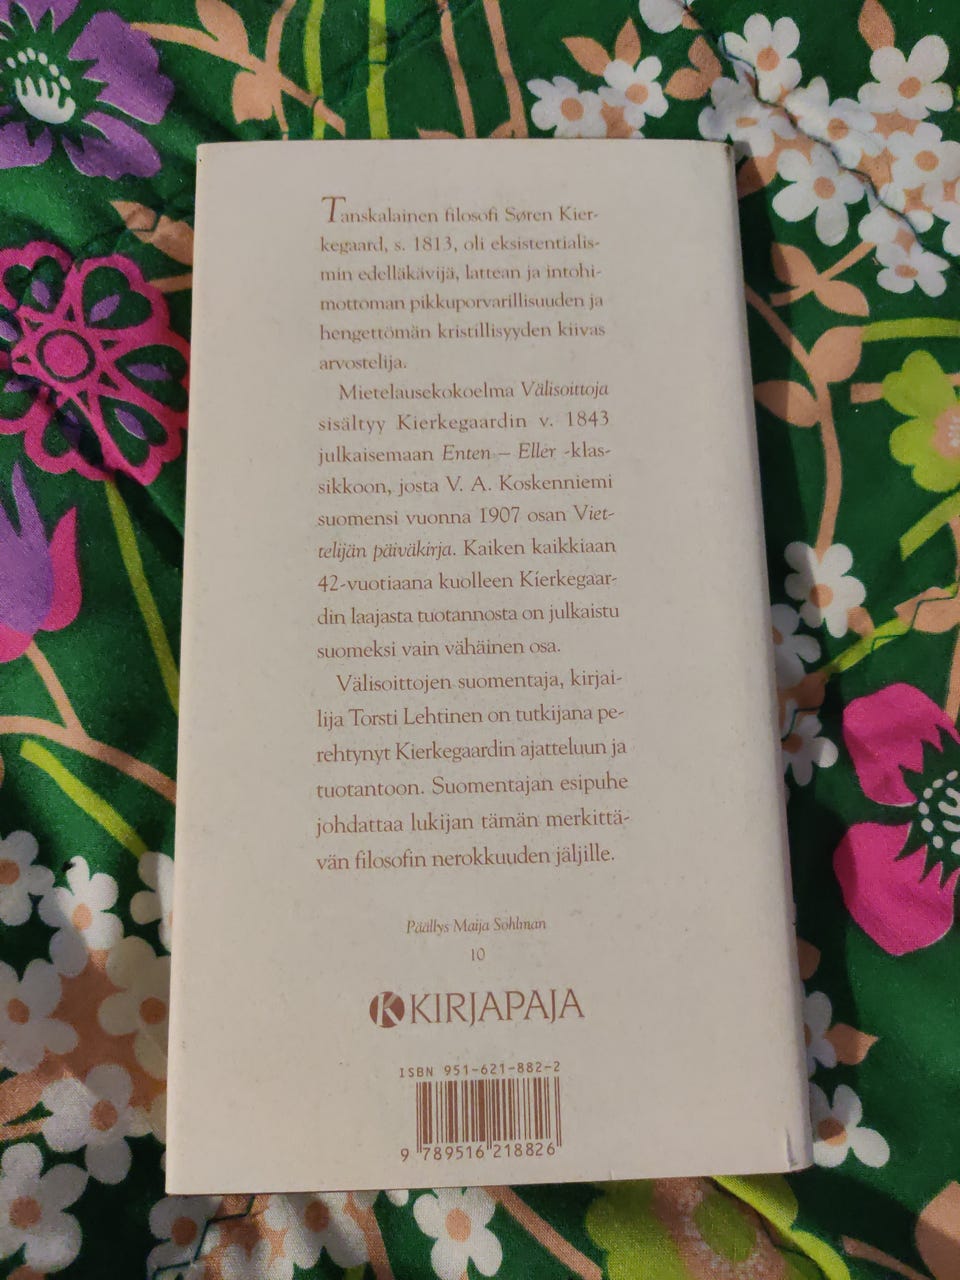 Tanskalainen filosofi Søren Kier-
kegaard, s. 1813, oli eksistentialis-
min edelläkävijä, lattean ja intohi-
mottoman pikkuporvarillisuuden ja
hengettömän kristillisyyden kiivas
arvostelija.
Mietelausekokoelma Välisoittoja
sisältyy Kierkegaardin v. 1843
julkaisemaan Enten – Eller -klas-
sikkoon, josta V. A. Koskenniemi
suomensi vuonna 1907 osan Viet-
telijän päiväkirja. Kaiken kaikkiaan
42-vuotiaana kuolleen Kierkegaar-
din laajasta tuotannosta on julkaistu
suomeksi vain vähäinen osa.
Välisoittojen suomentaja, kirjai-
lija Torsti Lehtinen on tutkijana pe-
rehtynyt Kierkegaardin ajatteluun ja
tuotantoon. Suomentajan esipuhe
johdattaa lukijan tämän merkittä-
vän filosofin nerokkuuden jäljille.
Päällys Maija Sohlman
10
K KIRJAPAJA
ISBN 951-621-882-2
9 789516 218826